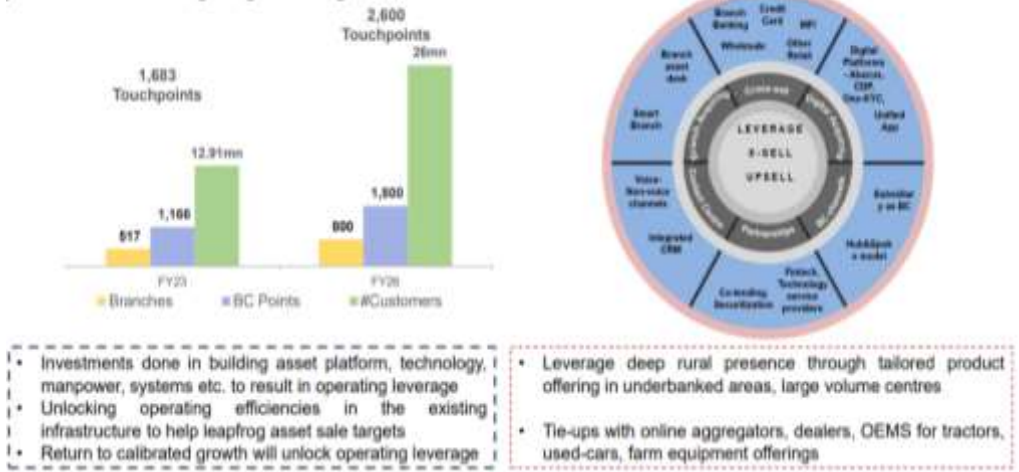 1,683
Touchpoints
2,600
Touchpoints
12.91mn
26mn
517
1,166
800
1,800
FY23
FY26
Branches
BC Points
#Customers
Branch
Banking
Credit
Card
MFI
Wholesale
Other
Retail
Branch
asset
desk
Smart
Branch
Digital
Platforms
Unified
App
Voice-
Non-voice
channels
Integrated
CRM
Co-lending,
Securitization
Fintech,
Technology
service
providers
Partnerships
LEVERAGE
X-SELL
UPSELL
• Investments done in building asset platform, technology,
manpower, systems etc. to result in operating leverage
• Unlocking operating efficiencies in the existing
infrastructure to help leapfrog asset sale targets
• Return to calibrated growth will unlock operating leverage
• Leverage deep rural presence through tailored product
offering in underbanked areas, large volume centres
• Tie-ups with online aggregators, dealers, OEMS for tractors,
used-cars, farm equipment offerings